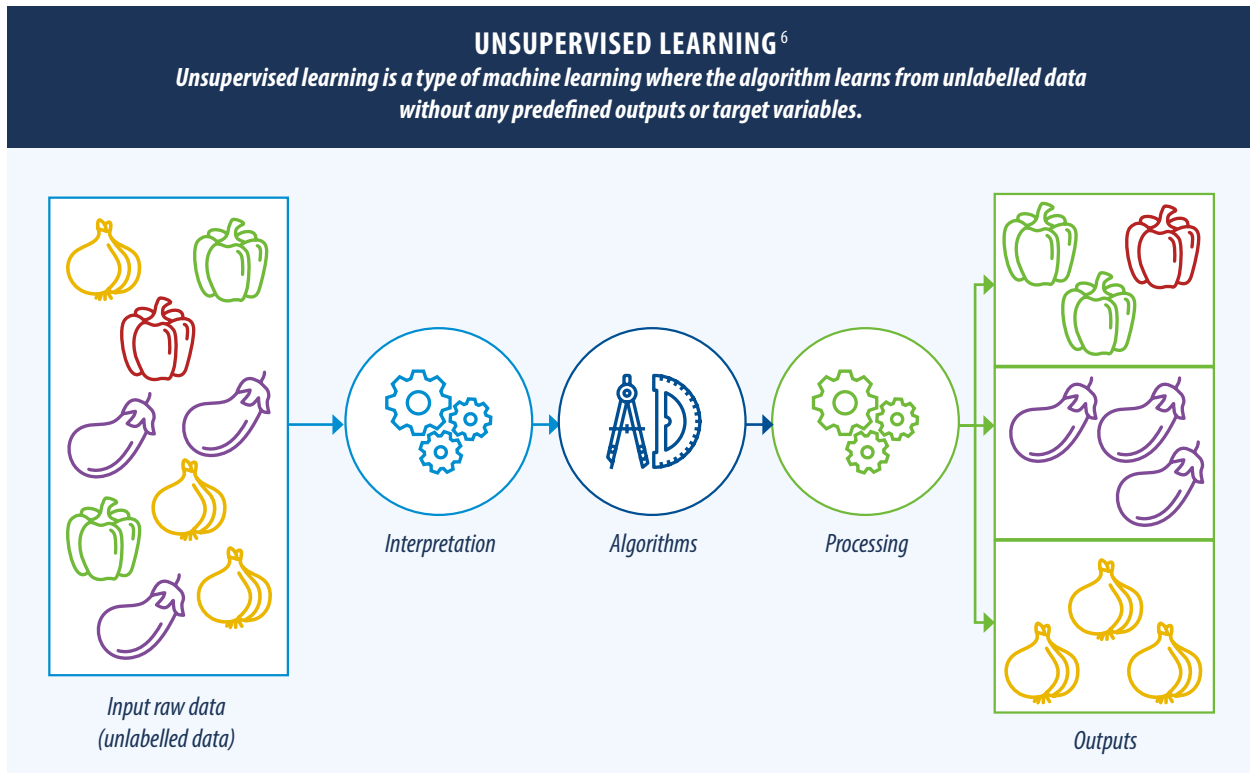 UNSUPERVISED LEARNING 6
Unsupervised learning is a type of machine learning where the algorithm learns from unlabelled data
without any predefined outputs or target variables.
Interpretation
Algorithms
Processing
Input raw data
(unlabelled data)
Outputs